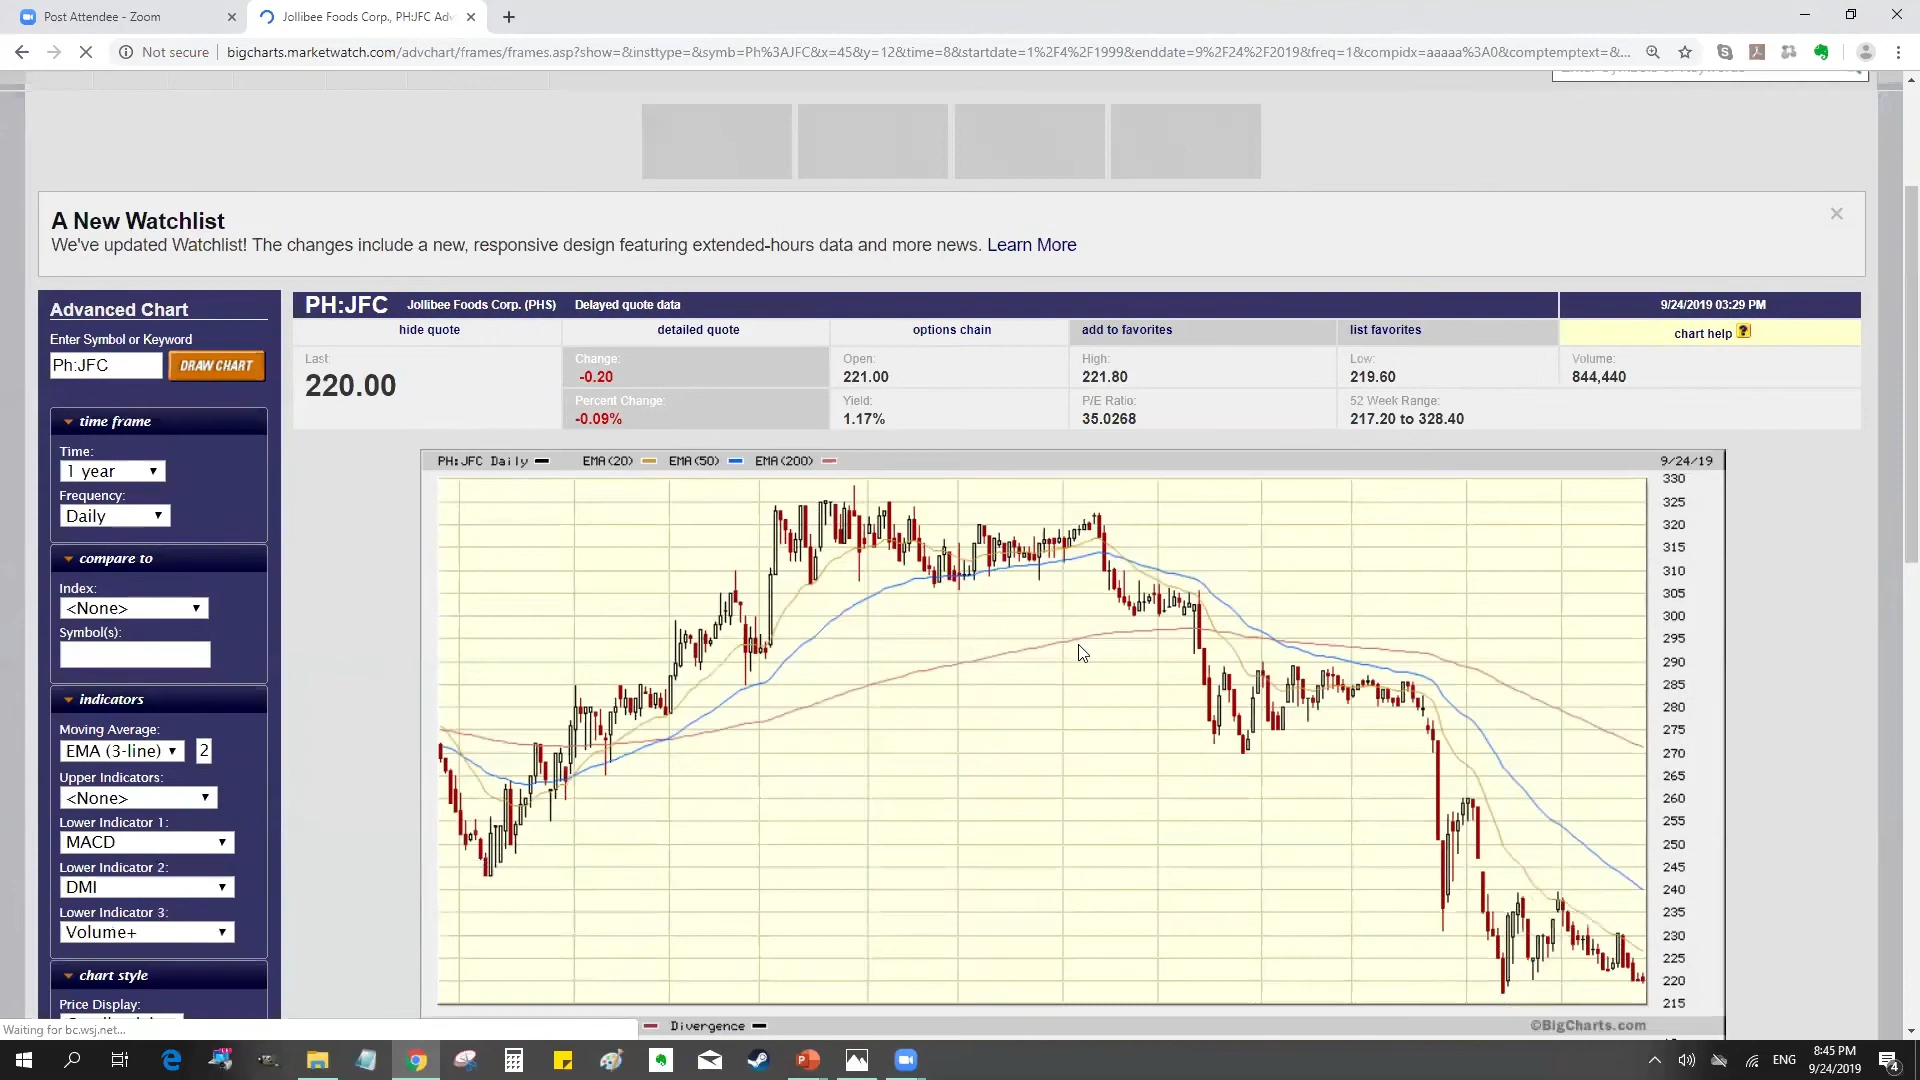 Post Attendee - Zoom
Jollibee Foods Corp., PH:JFC Adv
Not secure
bigcharts.marketwatch.com/advchart/frames/frames.asp?show=&insttype=&symb=Ph%3AJFC&x=45&y=12&time=8&startdate=1%2F4%2F1999&enddate=9%2F24%2F2019&freq=1&compidx=aaaaa%3A0&comptemptext=&...
A New Watchlist
We've updated Watchlist! The changes include a new, responsive design featuring extended-hours data and more news. Learn More
Advanced Chart
Enter Symbol or Keyword
Ph:JFC
DRAW CHART
time frame
Time:
1 year
Frequency:
Daily
compare to
Index:
<None>
Symbol(s):
indicators
Moving Average:
EMA (3-line)
2
Upper Indicators:
<None>
Lower Indicator 1:
MACD
Lower Indicator 2:
DMI
Lower Indicator 3:
Volume+
chart style
Price Display:
PH:JFC Jollibee Foods Corp. (PHS) Delayed quote data 9/24/2019 03:29 PM
hide quote detailed quote options chain add to favorites list favorites chart help ?
Last: Change: Open: High: Low: Volume:
220.00 -0.20 221.00 221.80 219.60 844,440
Percent Change: Yield: P/E Ratio: 52 Week Range:
-0.09% 1.17% 35.0268 217.20 to 328.40
PH:JFC Daily EMA(20) EMA(50) EMA(200) 9/24/19
330
325
320
315
310
305
300
295
290
285
280
275
270
265
260
255
250
245
240
235
230
225
220
215
Divergence ©BigCharts.com
Waiting for bc.wsj.net...
ENG
8:45 PM
9/24/2019
4